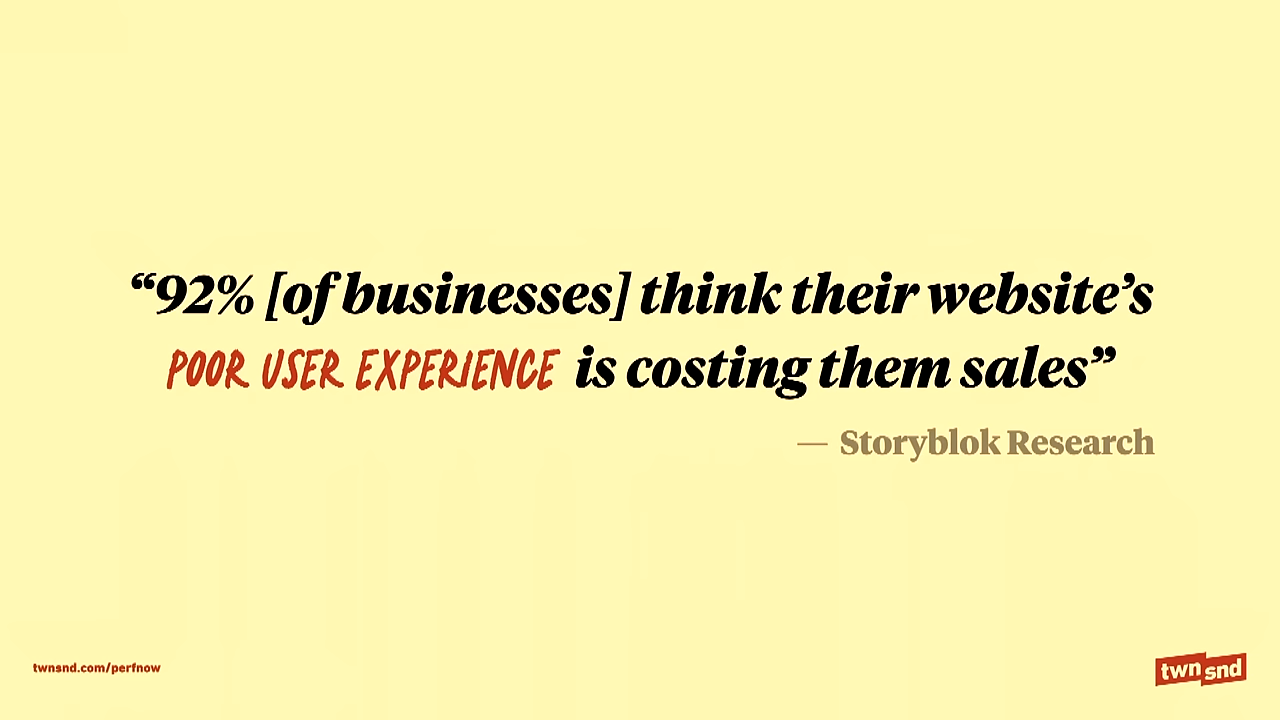 “92% [of businesses] think their website’s
POOR USER EXPERIENCE is costing them sales”
— Storyblok Research
twnsnd.com/perfnow
twn snd